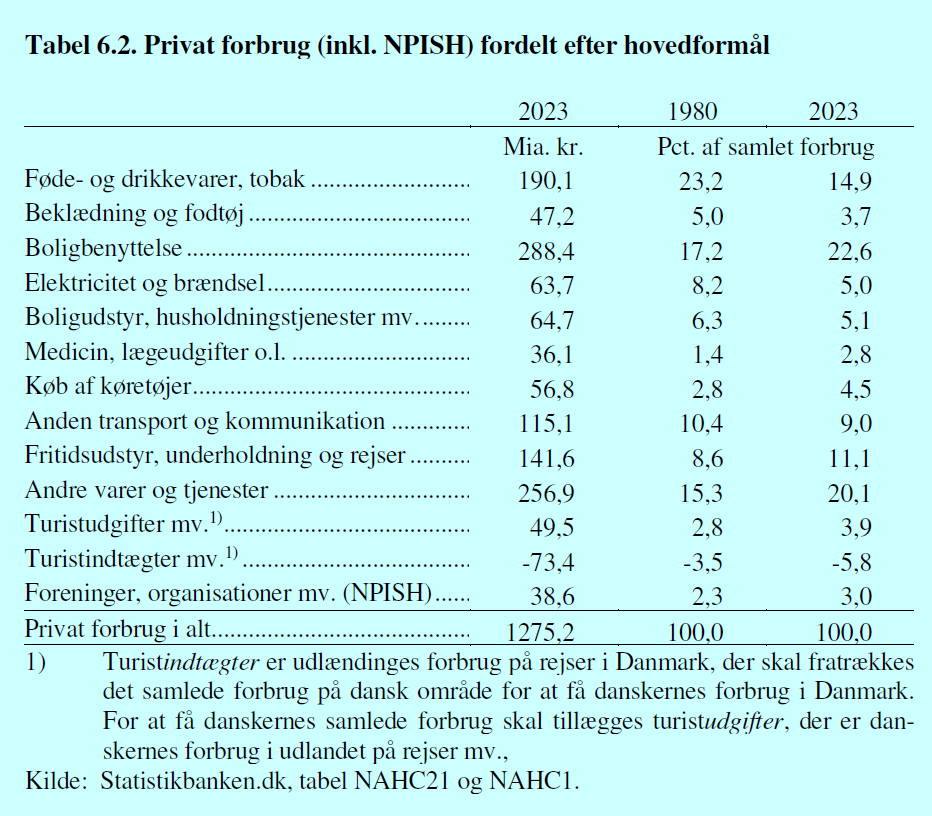 Tabel 6.2. Privat forbrug (inkl. NPISH) fordelt efter hovedformål
2023 1980 2023
Mia. kr. Pct. af samlet forbrug
Føde- og drikkevarer, tobak ......................... 190,1 23,2 14,9
Beklædning og fodtøj................................... 47,2 5,0 3,7
Boligbenyttelse ............................................ 288,4 17,2 22,6
Elektricitet og brændsel................................ 63,7 8,2 5,0
Boligudstyr, husholdningstjenester mv. ........ 64,7 6,3 5,1
Medicin, lægeudgifter o.l. ............................ 36,1 1,4 2,8
Køb af køretøjer........................................... 56,8 2,8 4,5
Anden transport og kommunikation ............ 115,1 10,4 9,0
Fritidsudstyr, underholdning og rejser ......... 141,6 8,6 11,1
Andre varer og tjenester ............................... 256,9 15,3 20,1
Turistudgifter mv.1)...................................... 49,5 2,8 3,9
Turistindtægter mv.1) ................................... -73,4 -3,5 -5,8
Foreninger, organisationer mv. (NPISH)...... 38,6 2,3 3,0
Privat forbrug i alt........................................ 1275,2 100,0 100,0
1) Turistindtægter er udlændinges forbrug på rejser i Danmark, der skal fratrækkes
det samlede forbrug på dansk område for at få danskernes forbrug i Danmark.
For at få danskernes samlede forbrug skal tillægges turistudgifter, der er dan-
skernes forbrug i udlandet på rejser mv.,
Kilde: Statistikbanken.dk, tabel NAHC21 og NAHC1.